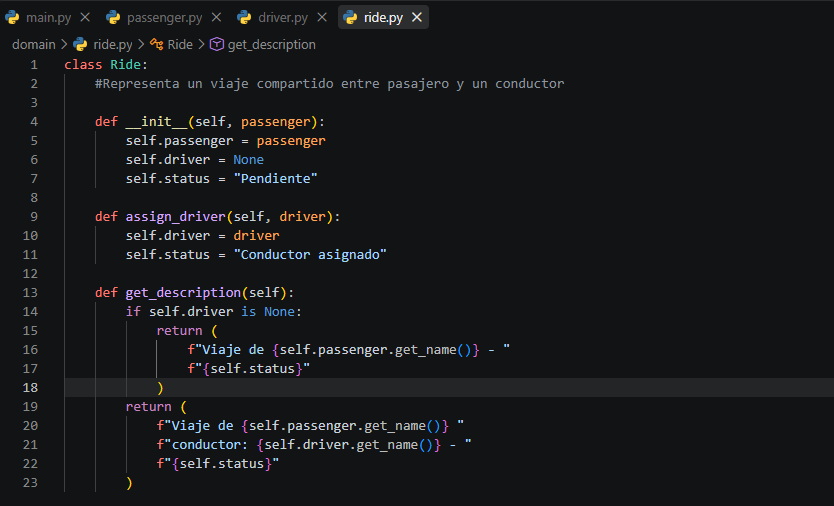 main.py passenger.py driver.py ride.py
domain > ride.py > Ride > get_description
1 class Ride:
2     #Representa un viaje compartido entre pasajero y un conductor
3
4     def __init__(self, passenger):
5         self.passenger = passenger
6         self.driver = None
7         self.status = "Pendiente"
8
9     def assign_driver(self, driver):
10         self.driver = driver
11         self.status = "Conductor asignado"
12
13     def get_description(self):
14         if self.driver is None:
15             return (
16                 f"Viaje de {self.passenger.get_name()} - "
17                 f"{self.status}"
18             )
19         return (
20             f"Viaje de {self.passenger.get_name()} "
21             f"conductor: {self.driver.get_name()} - "
22             f"{self.status}"
23         )